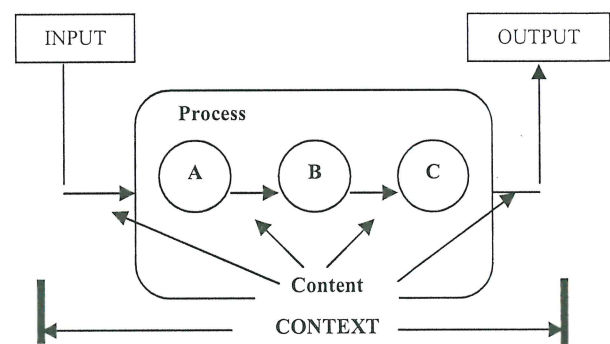 INPUT
OUTPUT
Process
A
B
C
Content
CONTEXT